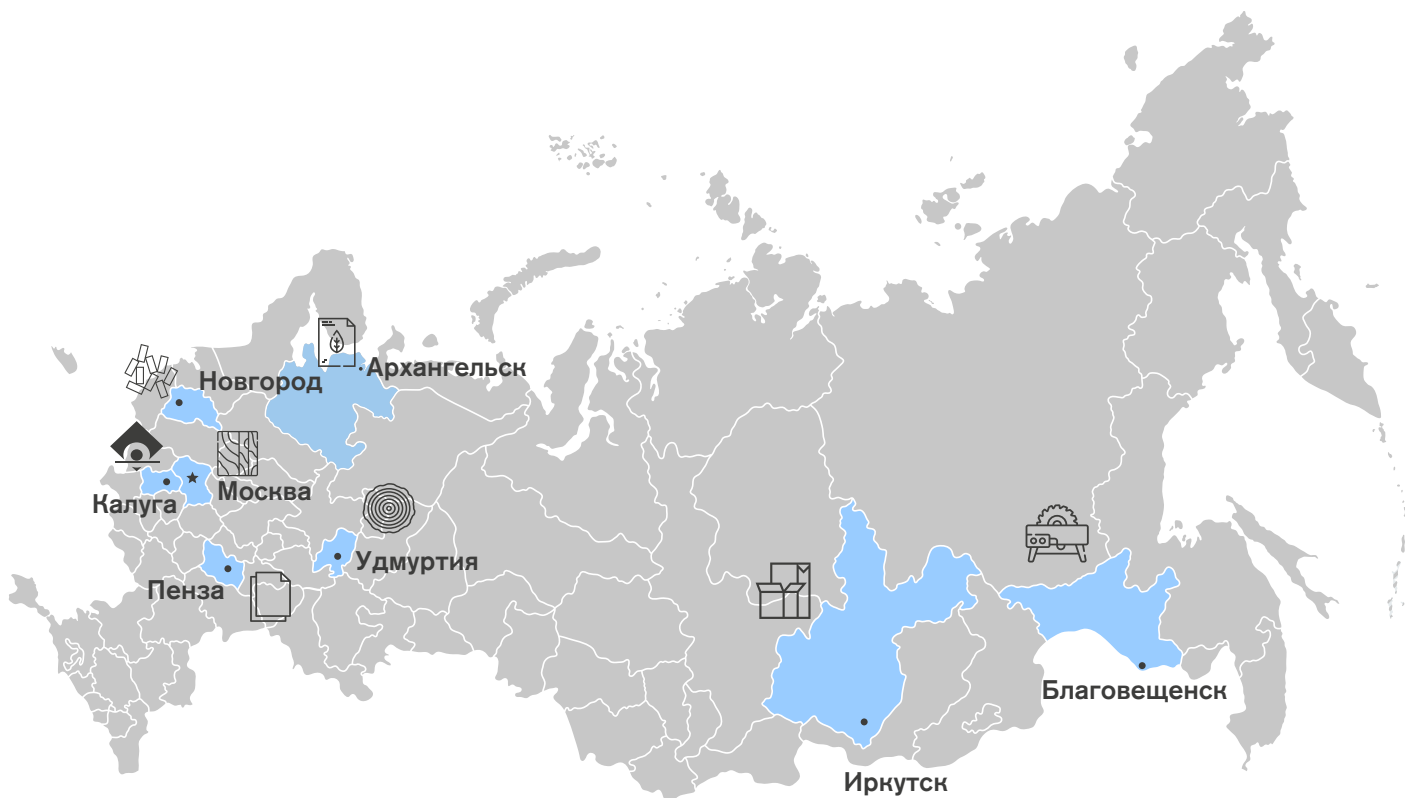 Архангельск
Новгород
Москва
Калуга
Удмуртия
Пенза
Благовещенск
Иркутск